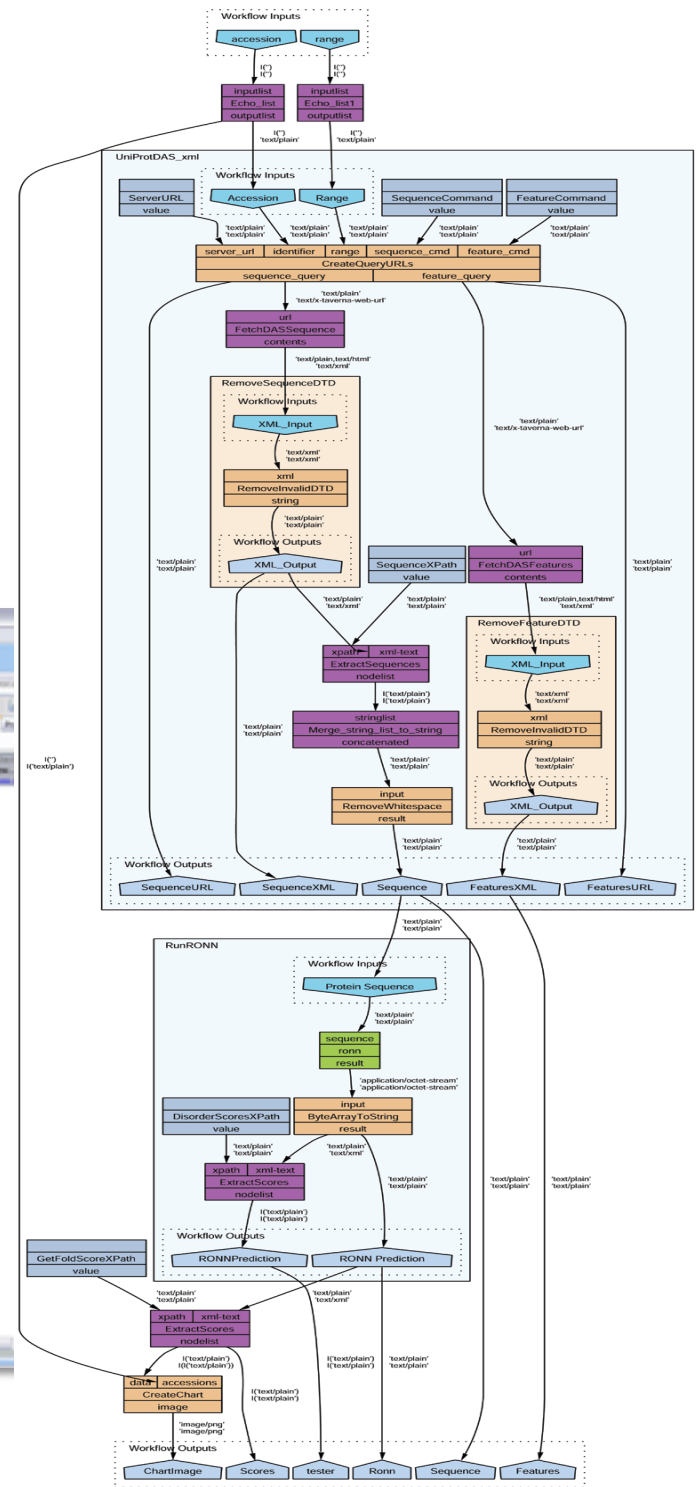 Workflow Inputs
accession
range
l('')
l('')
l('')
l('')
inputlist
Echo_list
outputlist
inputlist
Echo_list1
outputlist
l('')
'text/plain'
l('')
'text/plain'
UniProtDAS_xml
Workflow Inputs
ServerURL
value
Accession
Range
SequenceCommand
value
FeatureCommand
value
'text/plain'
'text/plain'
'text/plain'
'text/plain'
'text/plain'
'text/plain'
'text/plain'
'text/plain'
'text/plain'
'text/plain'
server_url identifier range sequence_cmd feature_cmd
CreateQueryURLs
sequence_query feature_query
'text/plain'
'text/x-taverna-web-url'
url
FetchDASSequence
contents
'text/plain,text/html'
'text/xml'
RemoveSequenceDTD
Workflow Inputs
XML_Input
'text/plain'
'text/x-taverna-web-url'
'text/xml'
'text/xml'
xml
RemoveInvalidDTD
string
'text/plain'
'text/plain'
Workflow Outputs
XML_Output
SequenceXPath
value
url
FetchDASFeatures
contents
'text/plain'
'text/plain'
'text/plain'
'text/plain'
'text/plain'
'text/xml'
'text/plain'
'text/plain'
'text/plain,text/html'
'text/xml'
RemoveFeatureDTD
Workflow Inputs
XML_Input
xpath xml-text
ExtractSequences
nodelist
l('text/plain')
l('text/plain')
'text/xml'
'text/xml'
stringlist
Merge_string_list_to_string
concatenated
xml
RemoveInvalidDTD
string
'text/plain'
'text/plain'
'text/plain'
'text/plain'
'text/plain'
'text/plain'
l('')
l('text/plain')
input
RemoveWhitespace
result
Workflow Outputs
XML_Output
'text/plain'
'text/plain'
'text/plain'
'text/plain'
Workflow Outputs
SequenceURL
SequenceXML
Sequence
FeaturesXML
FeaturesURL
'text/plain'
'text/plain'
RunRONN
Workflow Inputs
Protein Sequence
'text/plain'
'text/plain'
sequence
ronn
result
'application/octet-stream'
'application/octet-stream'
DisorderScoresXPath
value
input
ByteArrayToString
result
'text/plain'
'text/plain'
'text/plain'
'text/xml'
xpath xml-text
ExtractScores
nodelist
'text/plain'
'text/plain'
'text/plain'
'text/plain'
'text/plain'
'text/plain'
l('text/plain')
l('text/plain')
Workflow Outputs
RONNPrediction
RONN Prediction
GetFoldScoreXPath
value
'text/plain'
'text/plain'
'text/plain'
'text/xml'
xpath xml-text
ExtractScores
nodelist
l('text/plain')
l(l('text/plain'))
l('text/plain')
l('text/plain')
'text/plain'
'text/plain'
data accessions
CreateChart
image
l('text/plain')
l('text/plain')
'image/png'
'image/png'
Workflow Outputs
ChartImage
Scores
tester
Ronn
Sequence
Features